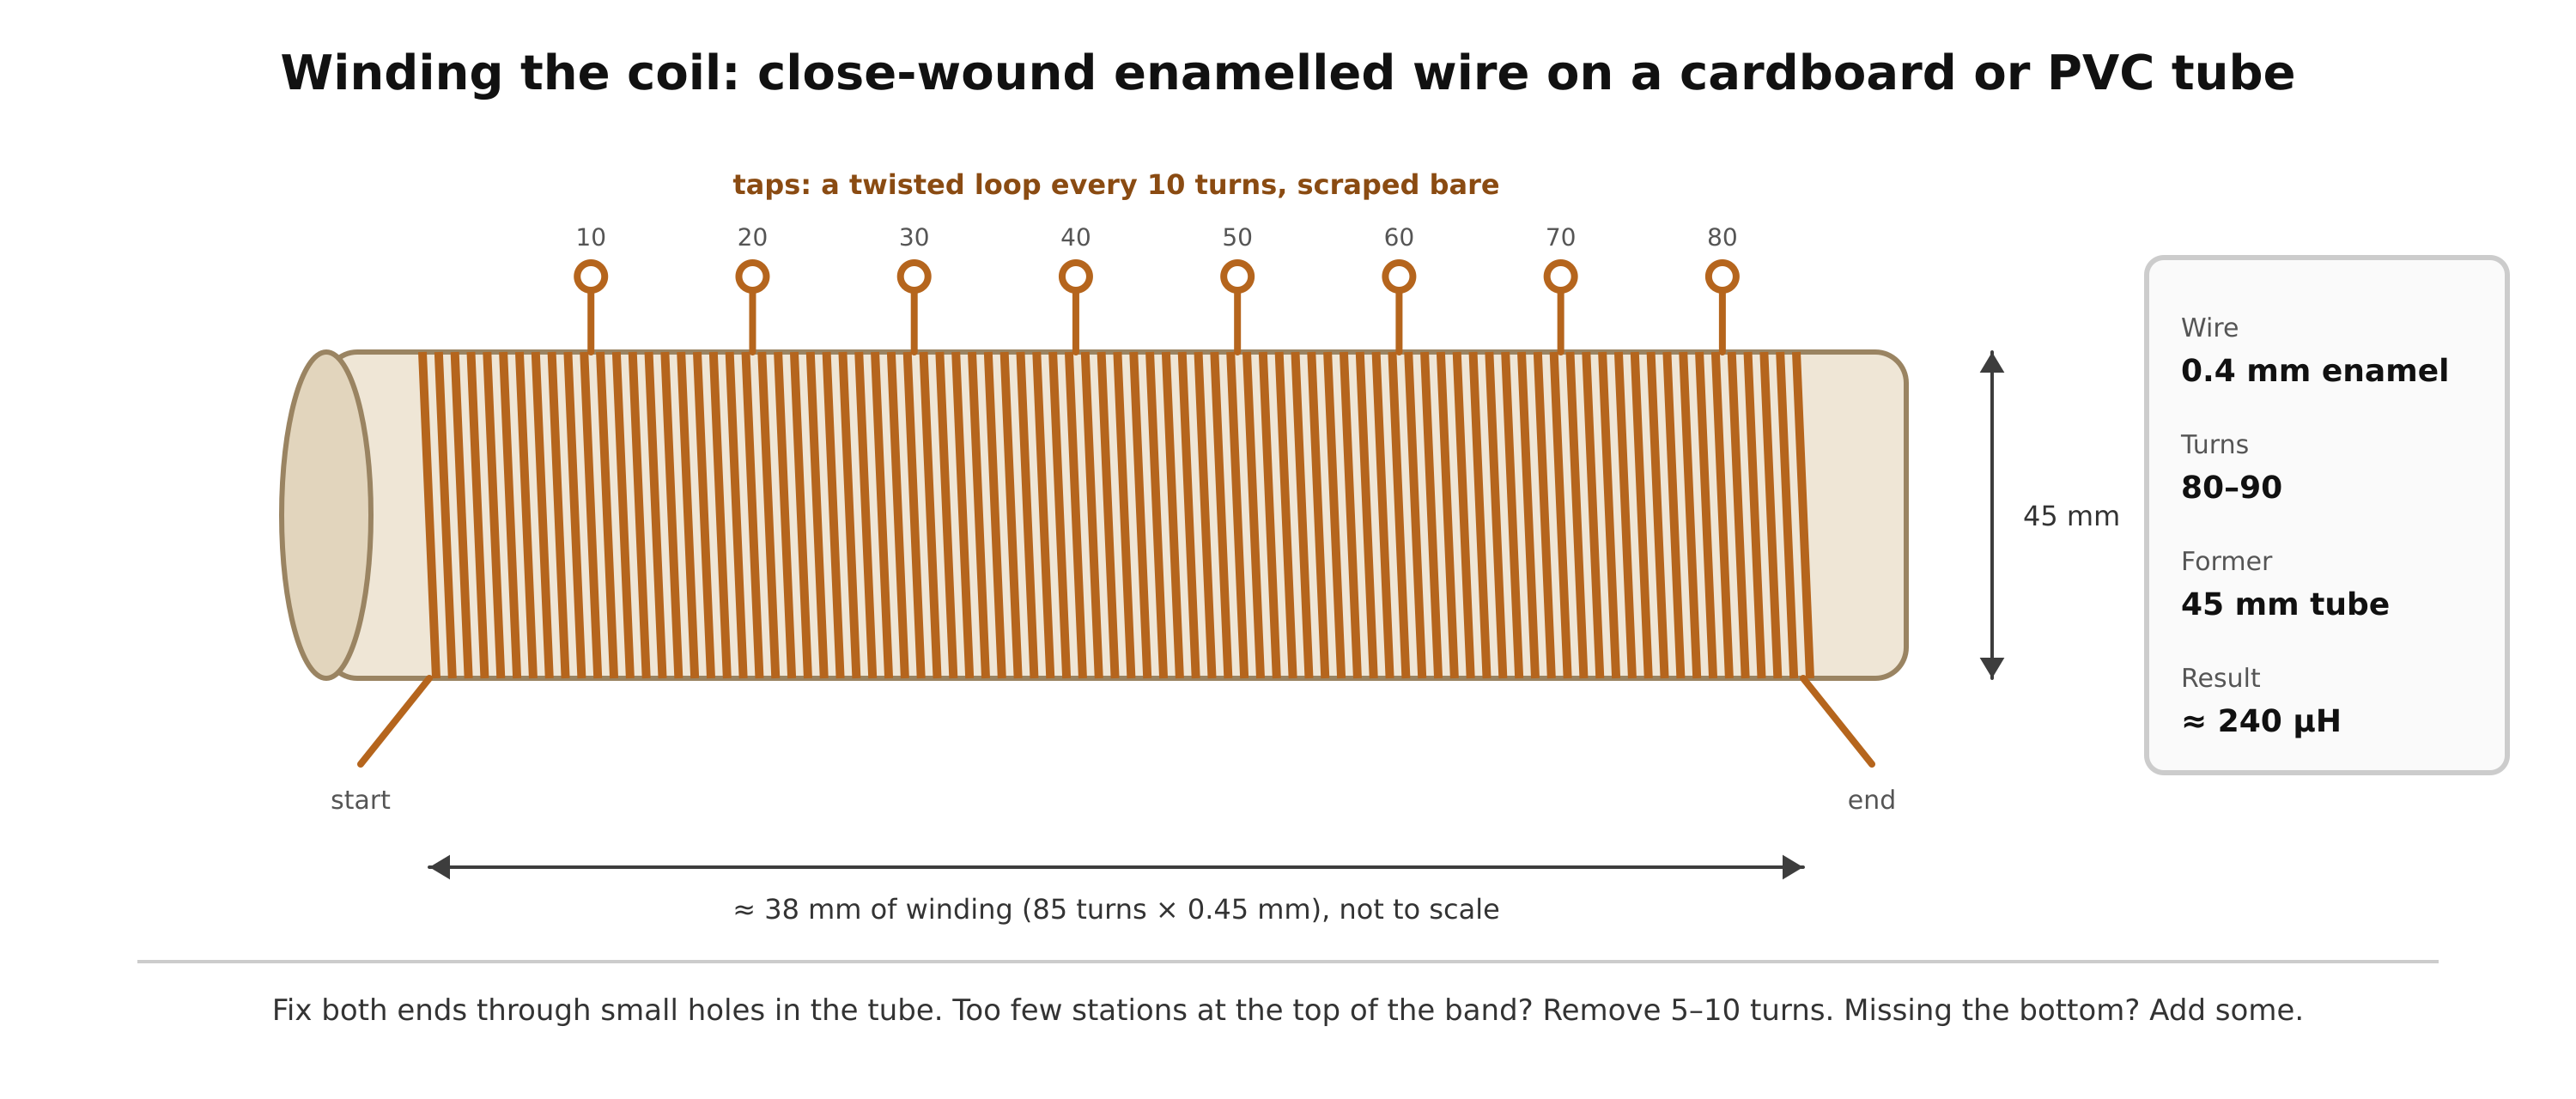 Winding the coil: close-wound enamelled wire on a cardboard or PVC tube
taps: a twisted loop every 10 turns, scraped bare
10 20 30 40 50 60 70 80
Wire
0.4 mm enamel
Turns
80–90
Former
45 mm tube
Result
≈ 240 µH
45 mm
start
end
≈ 38 mm of winding (85 turns × 0.45 mm), not to scale
Fix both ends through small holes in the tube. Too few stations at the top of the band? Remove 5–10 turns. Missing the bottom? Add some.